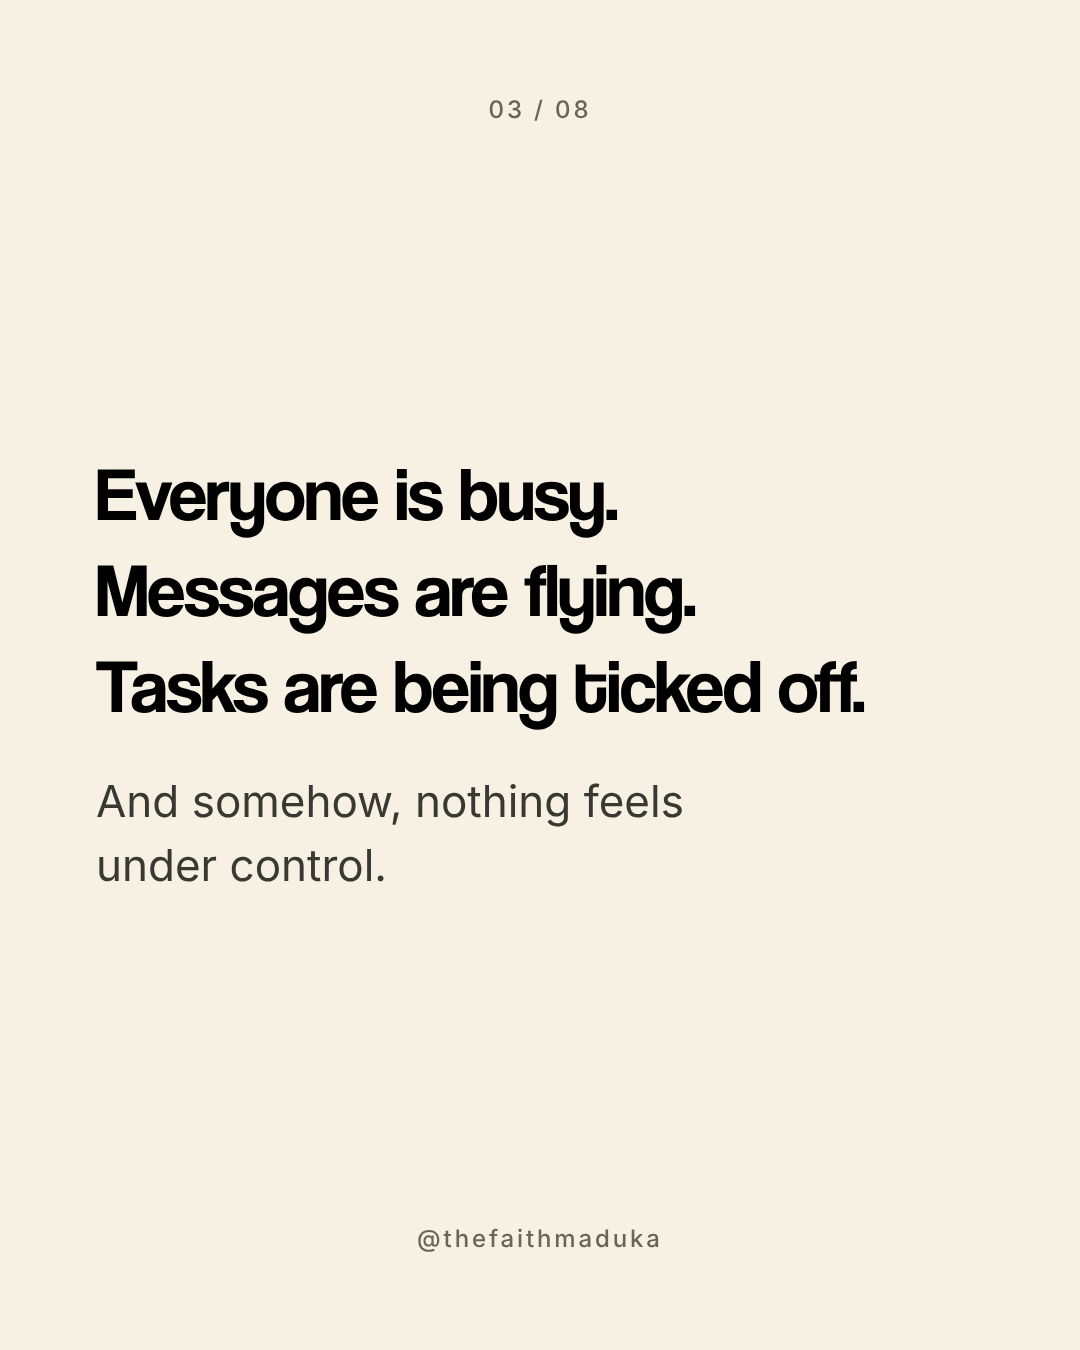 03 / 08
Everyone is busy.
Messages are flying.
Tasks are being ticked off.
And somehow, nothing feels
under control.
@thefaithmaduka